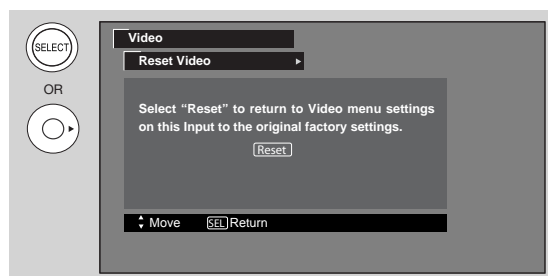 SELECT
OR
Video
Reset Video
Select “Reset” to return to Video menu settings
on this Input to the original factory settings.
Reset
Move SEL Return